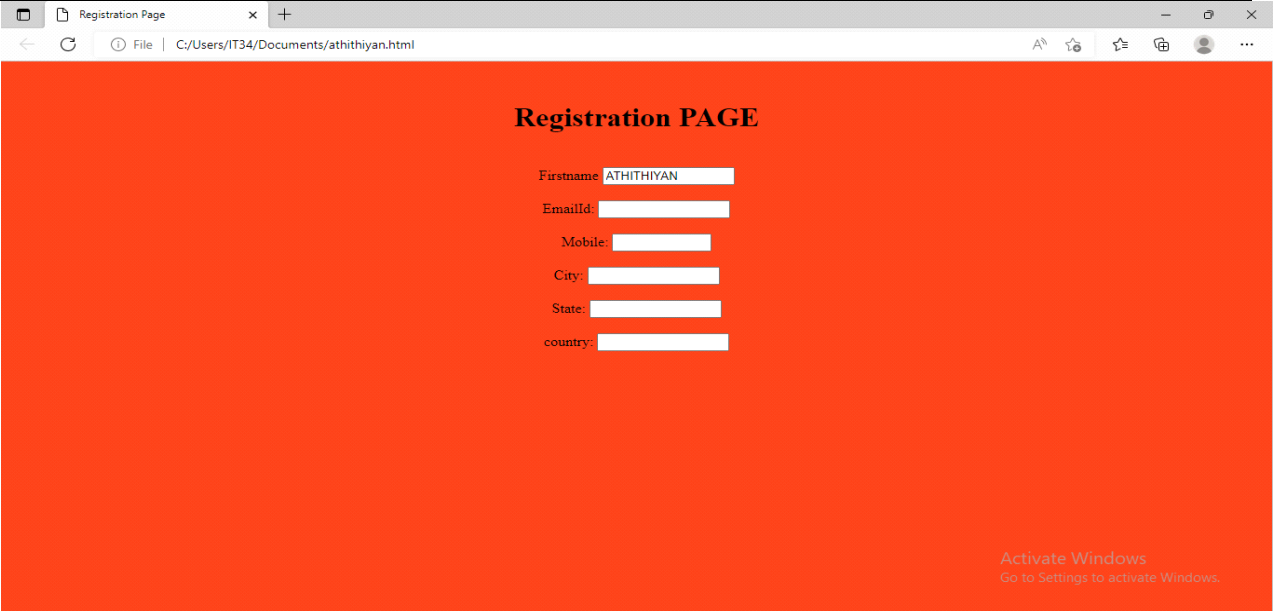 Registration Page
File | C:/Users/IT34/Documents/athithiyan.html
Registration PAGE
Firstname ATHITHIYAN
EmailId:
Mobile:
City:
State:
country:
Activate Windows
Go to Settings to activate Windows.